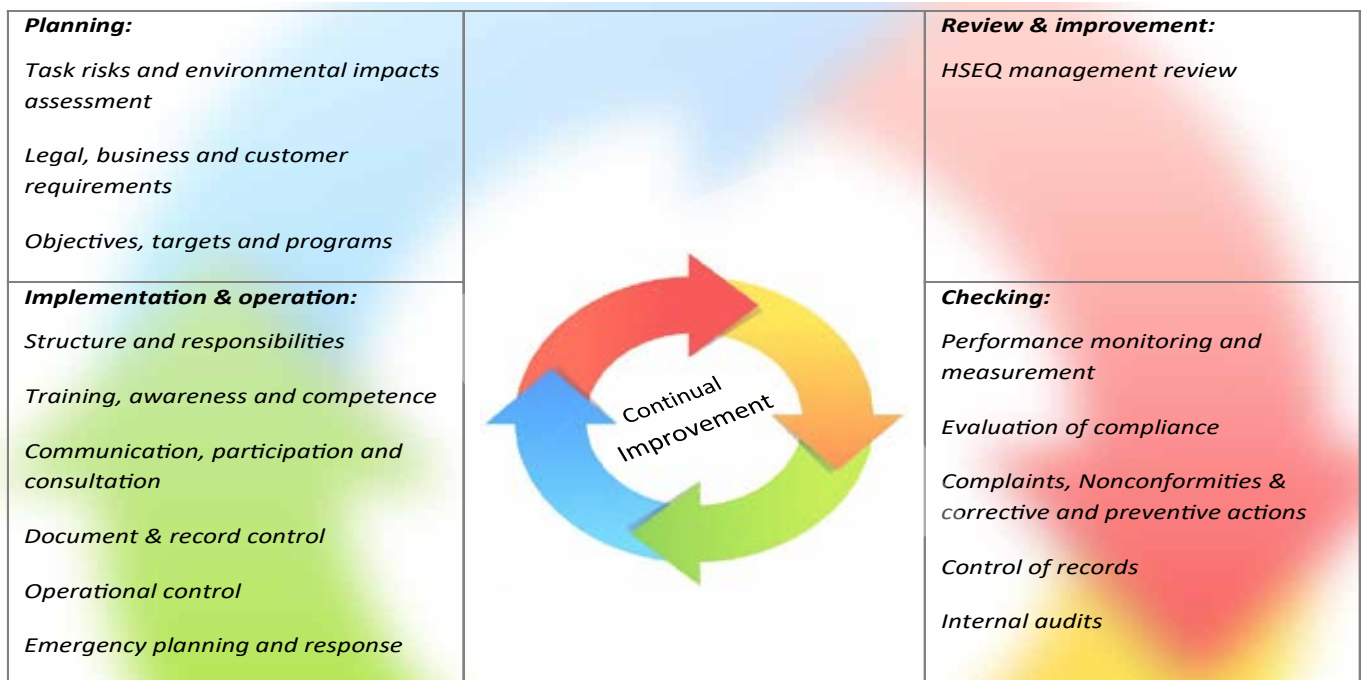 Planning:
Task risks and environmental impacts
assessment
Legal, business and customer
requirements
Objectives, targets and programs
Implementation & operation:
Structure and responsibilities
Training, awareness and competence
Communication, participation and
consultation
Document & record control
Operational control
Emergency planning and response
Continual
Improvement
Review & improvement:
HSEQ management review
Checking:
Performance monitoring and
measurement
Evaluation of compliance
Complaints, Nonconformities &
corrective and preventive actions
Control of records
Internal audits